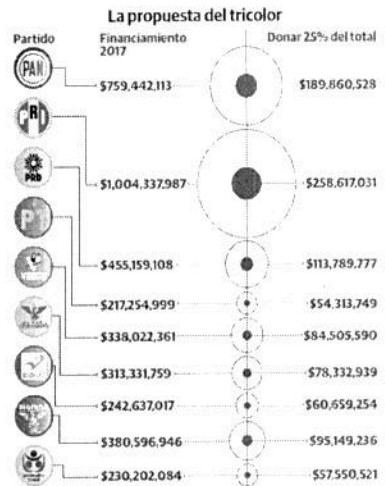 La propuesta del tricolor
Partido Financiamiento 2017 Donar 25% del total
PAN
$759,442,113 $189,860,528
PRD
$1,004,337,987 $258,617,031
PRD
$455,159,108 $113,789,777
$217,254,999 $54,313,749
$338,022,361 $84,505,590
$313,331,759 $78,332,939
$242,637,017 $60,659,254
$380,596,946 $95,149,236
$230,202,084 $57,550,521